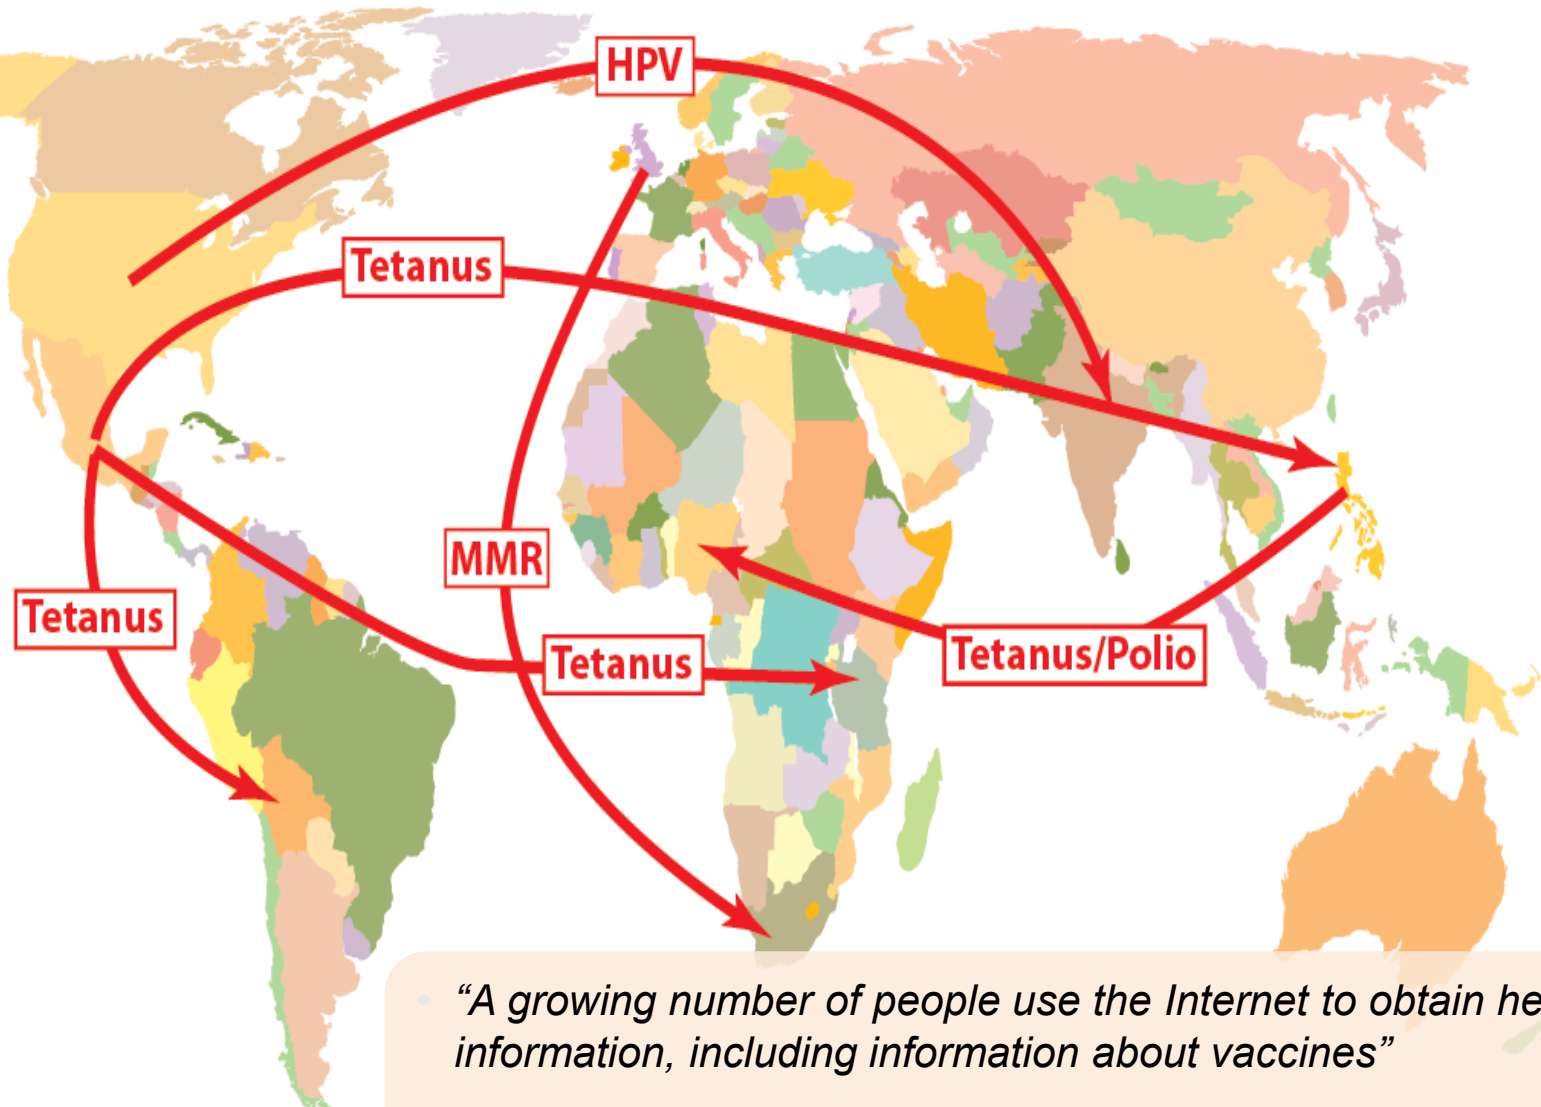 HPV
Tetanus
MMR
Tetanus
Tetanus
Tetanus/Polio
“A growing number of people use the Internet to obtain
information, including information about vaccines”